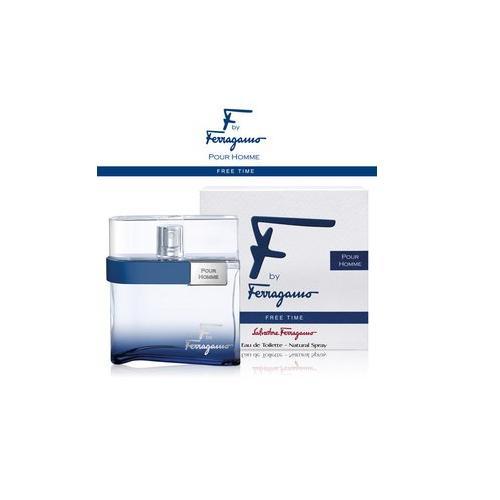 F
by
Ferragamo
POUR HOMME
FREE TIME
POUR
HOMME
F
by
Ferragamo
F
by
Ferragamo
POUR
HOMME
FREE TIME
Salvatore Ferragamo
Eau de Toilette - Natural Spray